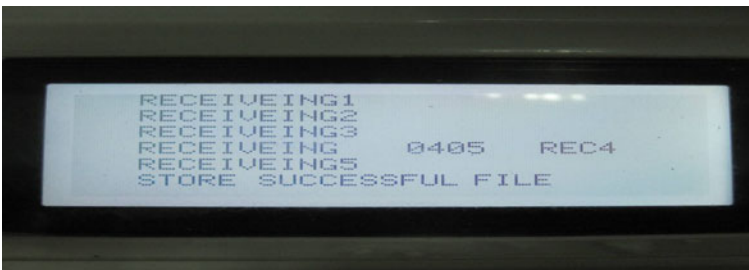 RECEIVEING1
RECEIVEING2
RECEIVEING3
RECEIVEING 0405 REC4
RECEIVEING5
STORE SUCCESSFUL FILE